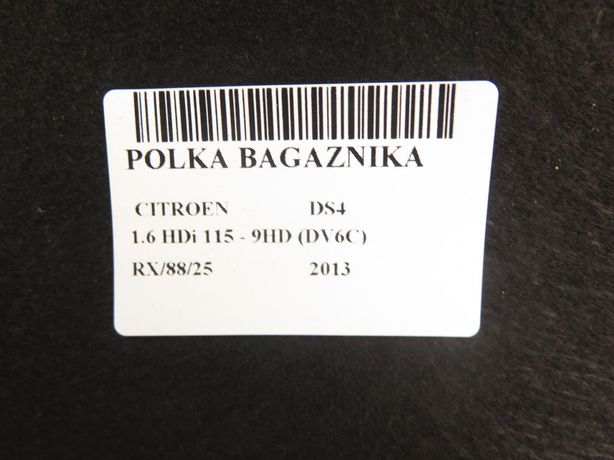 POLKA BAGAZNIKA
CITROEN DS4
1.6 HDi 115 - 9HD (DV6C)
RX/88/25 2013